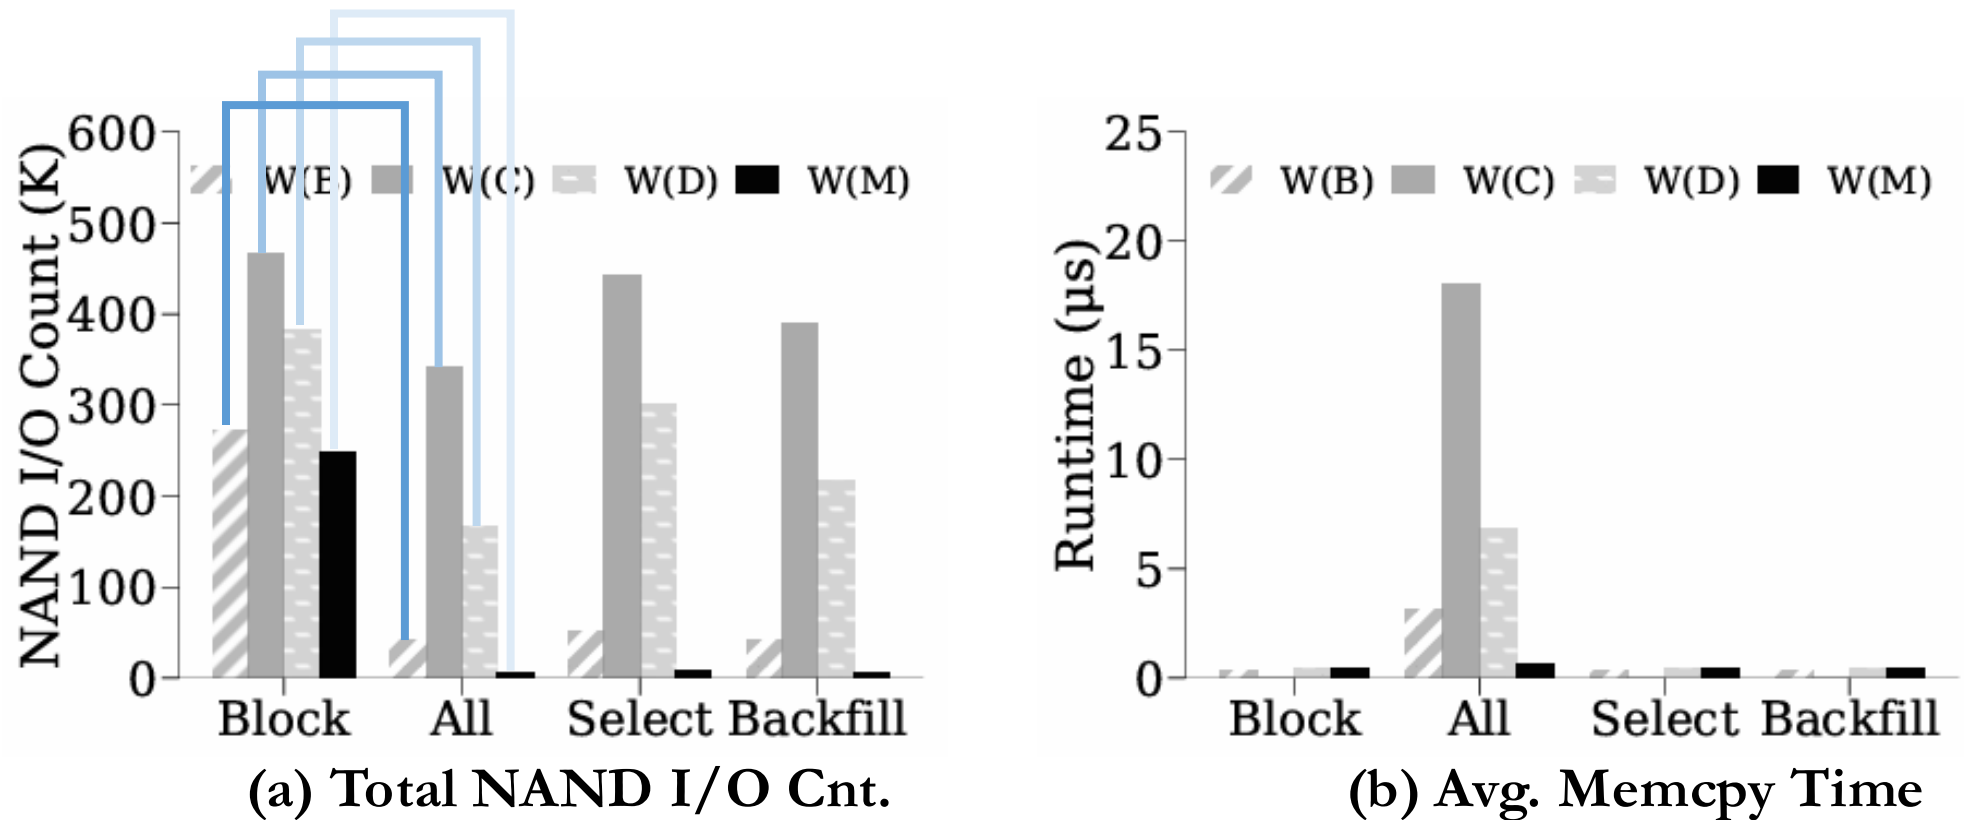 NAND I/O Count (K)
600
500
400
300
200
100
0
W(B) W(C) W(D) W(M)
Block All Select Backfill
(a) Total NAND I/O Cnt.
Runtime (μs)
25
20
15
10
5
0
W(B) W(C) W(D) W(M)
Block All Select Backfill
(b) Avg. Memcpy Time